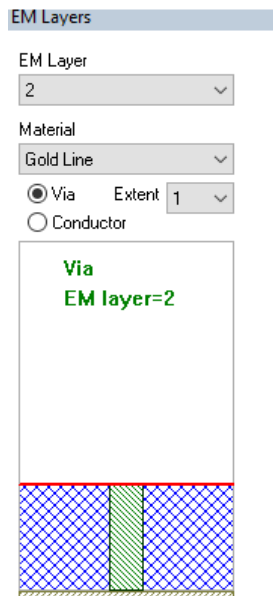 EM Layers
EM Layer
2
Material
Gold Line
Via Extent 1
Conductor
Via
EM layer=2